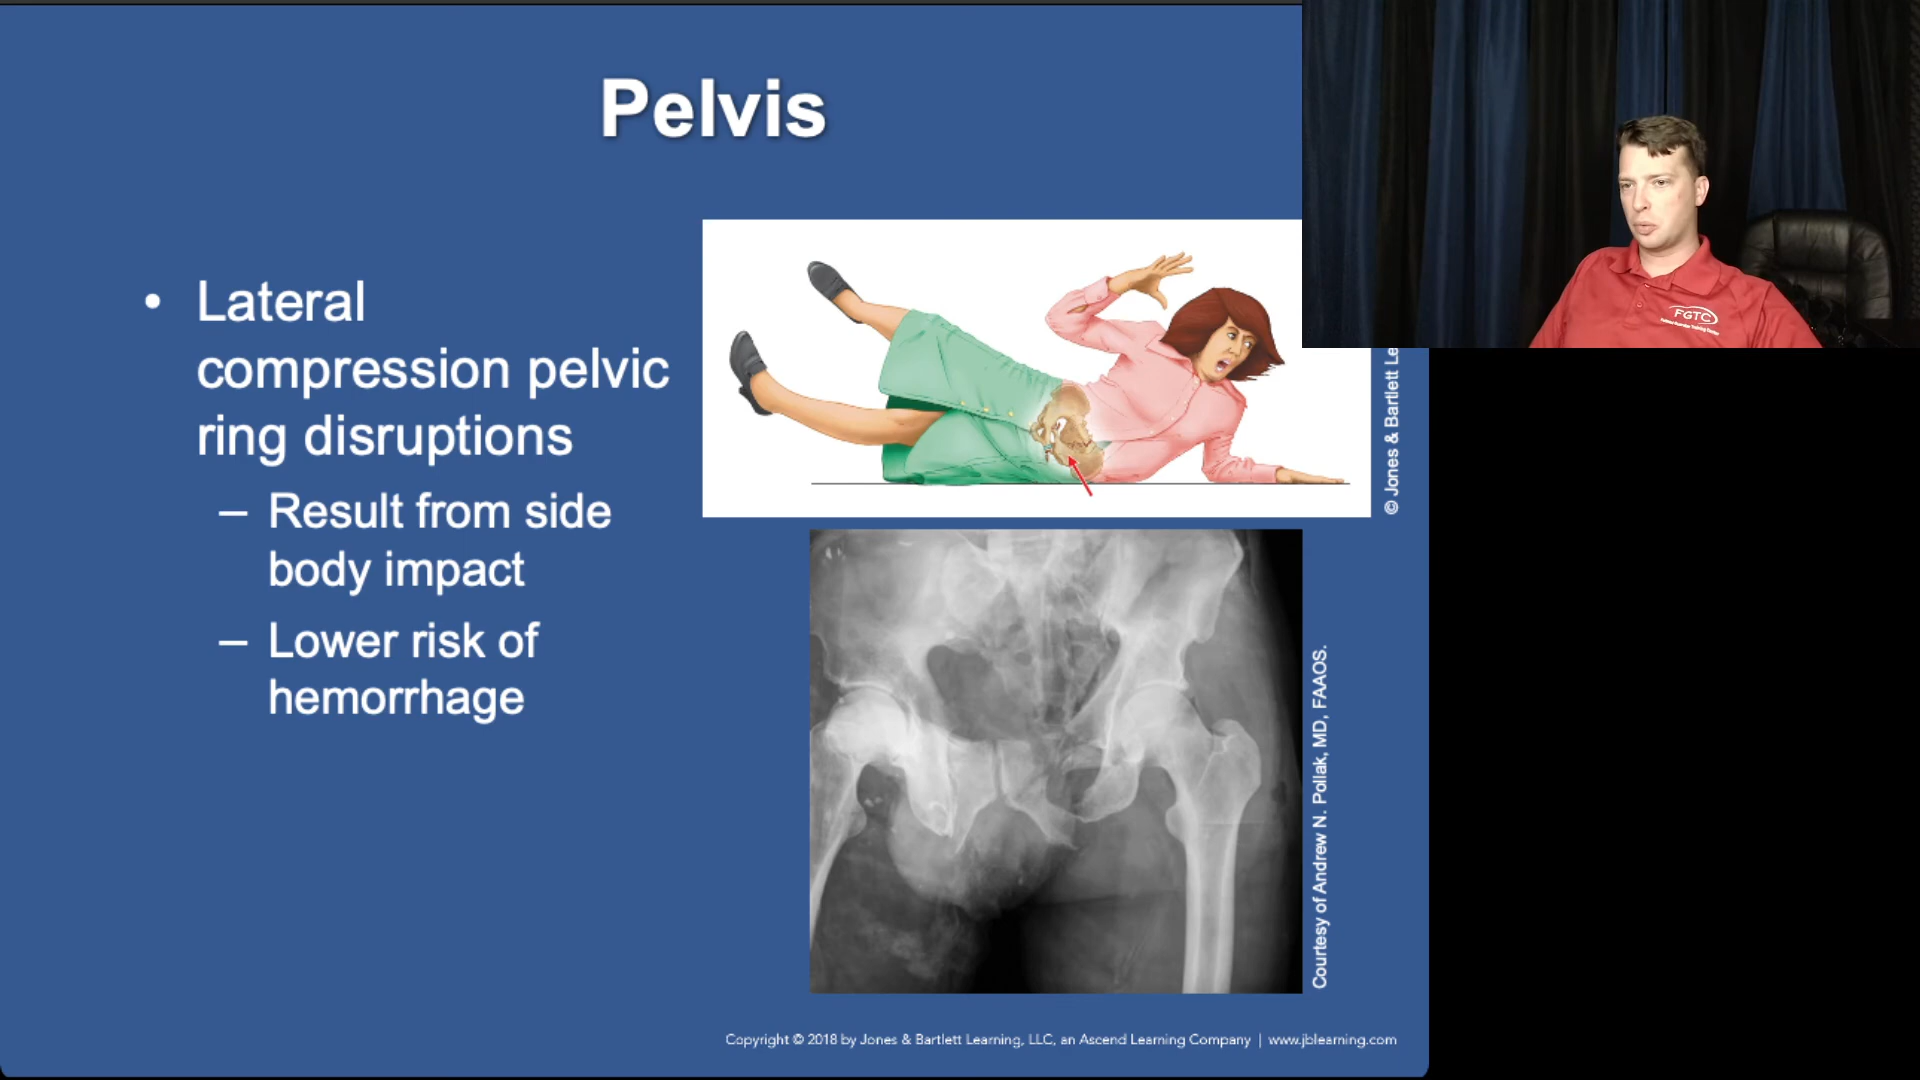 Pelvis
• Lateral
compression pelvic
ring disruptions
– Result from side
body impact
– Lower risk of
hemorrhage
© Jones & Bartlett Le
Courtesy of Andrew N. Pollak, MD, FAAOS.
Copyright © 2018 by Jones & Bartlett Learning, LLC, an Ascend Learning Company | www.jblearning.com
FGTC